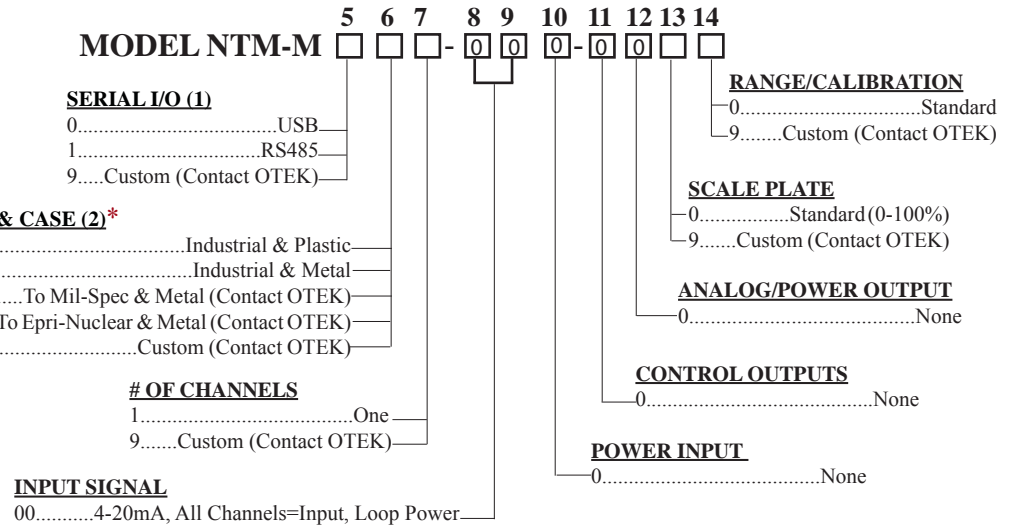 5 6 7 8 9 10 11 12 13 14
MODEL NTM-M - 0 0 0 - 0 0
SERIAL I/O (1)
0................................USB
1............................RS485
9.....Custom (Contact OTEK)
& CASE (2)*
.............................Industrial & Plastic
..............................Industrial & Metal
......To Mil-Spec & Metal (Contact OTEK)
To Epri-Nuclear & Metal (Contact OTEK)
......................Custom (Contact OTEK)
# OF CHANNELS
1.................................One
9.......Custom (Contact OTEK)
INPUT SIGNAL
00...........4-20mA, All Channels=Input, Loop Power
RANGE/CALIBRATION
0.............................Standard
9........Custom (Contact OTEK)
SCALE PLATE
0..............Standard (0-100%)
9.......Custom (Contact OTEK)
ANALOG/POWER OUTPUT
0...................................None
CONTROL OUTPUTS
0...................................None
POWER INPUT
0..................................None